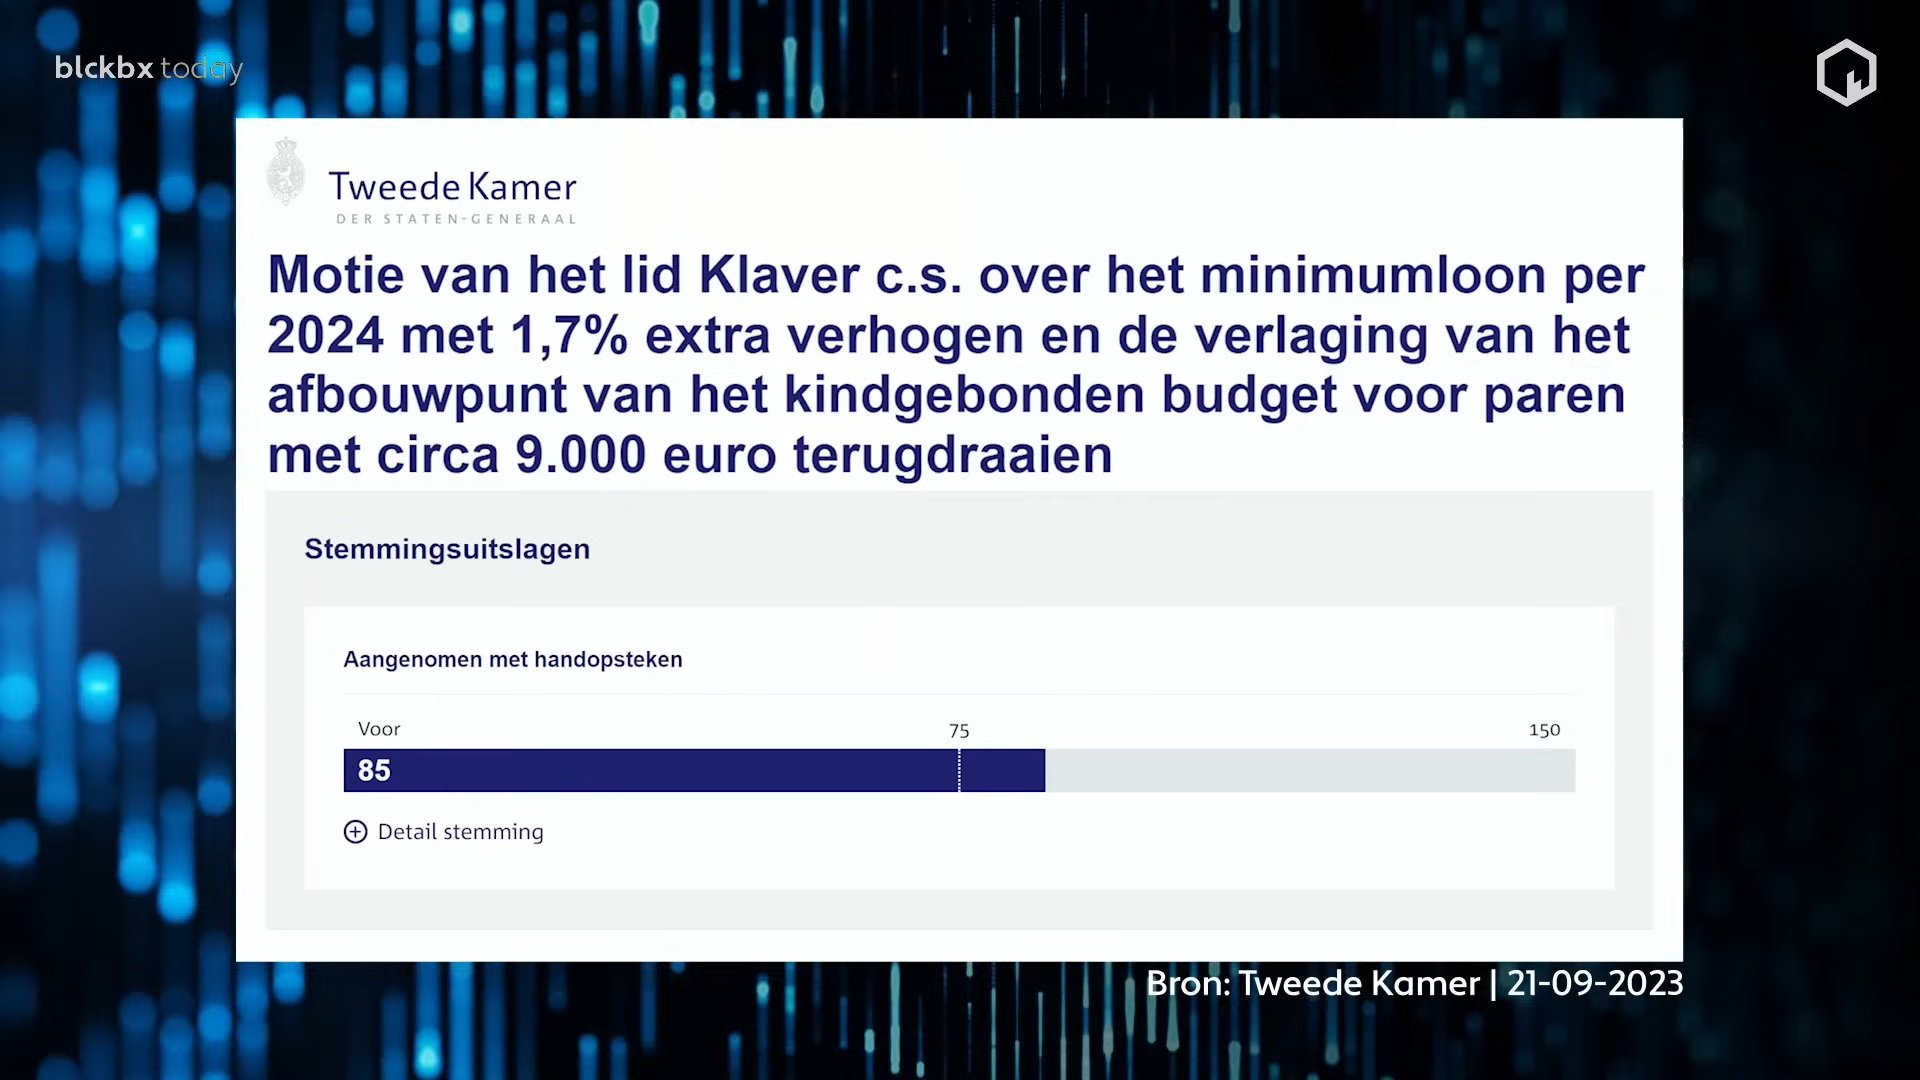 blckbx today
Tweede Kamer
DER STATEN-GENERAAL
Motie van het lid Klaver c.s. over het minimumloon per
2024 met 1,7% extra verhogen en de verlaging van het
afbouwpunt van het kindgebonden budget voor paren
met circa 9.000 euro terugdraaien
Stemmingsuitslagen
Aangenomen met handopsteken
Voor 75 150
85
Detail stemming
Bron: Tweede Kamer | 21-09-2023